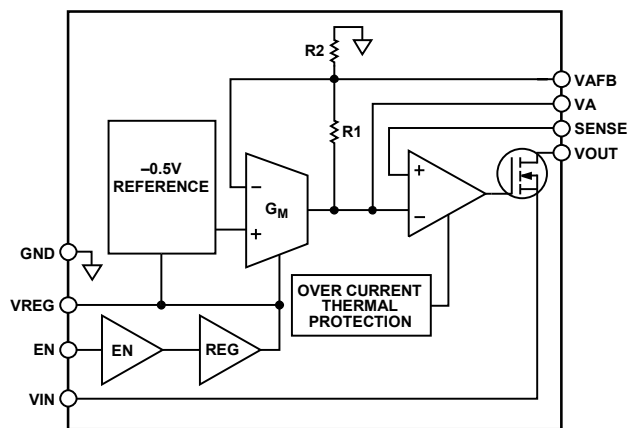 R2
VAFB
R1
VA
SENSE
VOUT
–0.5V
REFERENCE
–
GM
+
+
–
GND
VREG
OVER CURRENT
THERMAL
PROTECTION
EN
EN
REG
VIN